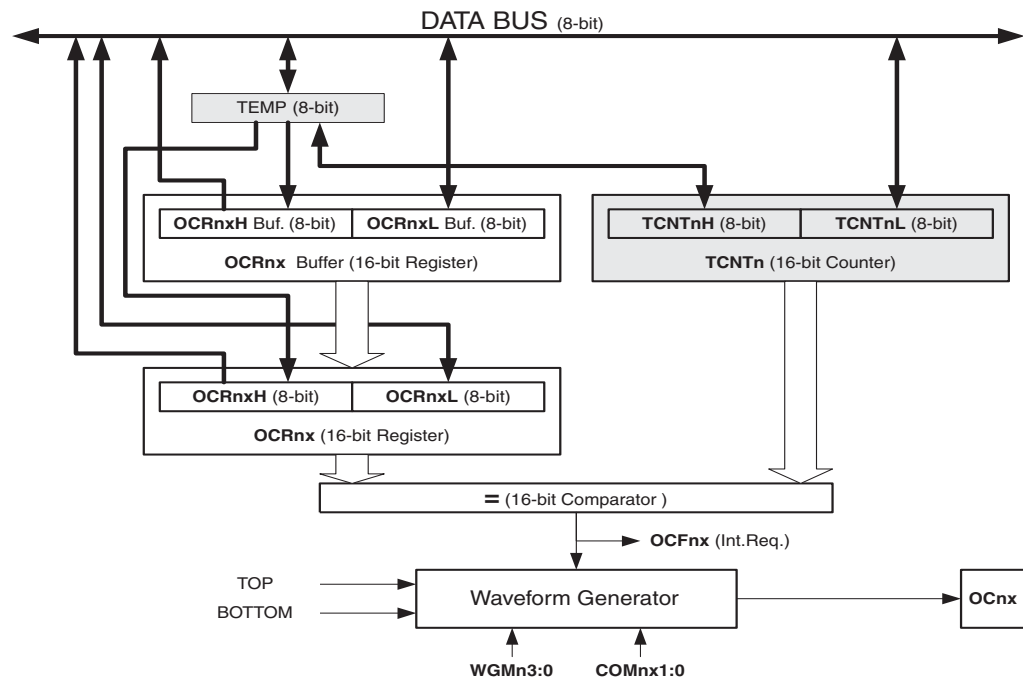 DATA BUS (8-bit)
TEMP (8-bit)
OCRnxH Buf. (8-bit) OCRnxL Buf. (8-bit)
OCRnx Buffer (16-bit Register)
TCNTnH (8-bit) TCNTnL (8-bit)
TCNTn (16-bit Counter)
OCRnxH (8-bit) OCRnxL (8-bit)
OCRnx (16-bit Register)
= (16-bit Comparator )
OCFnx (Int.Req.)
TOP
BOTTOM
Waveform Generator
OCnx
WGMn3:0 COMnx1:0